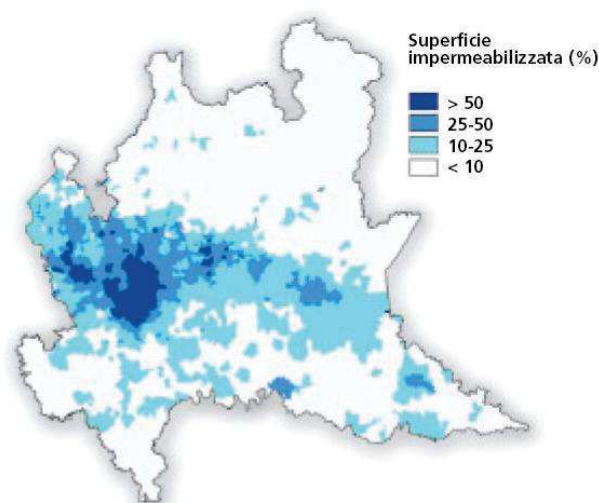 Superficie
impermeabilizzata (%)
> 50
25-50
10-25
< 10